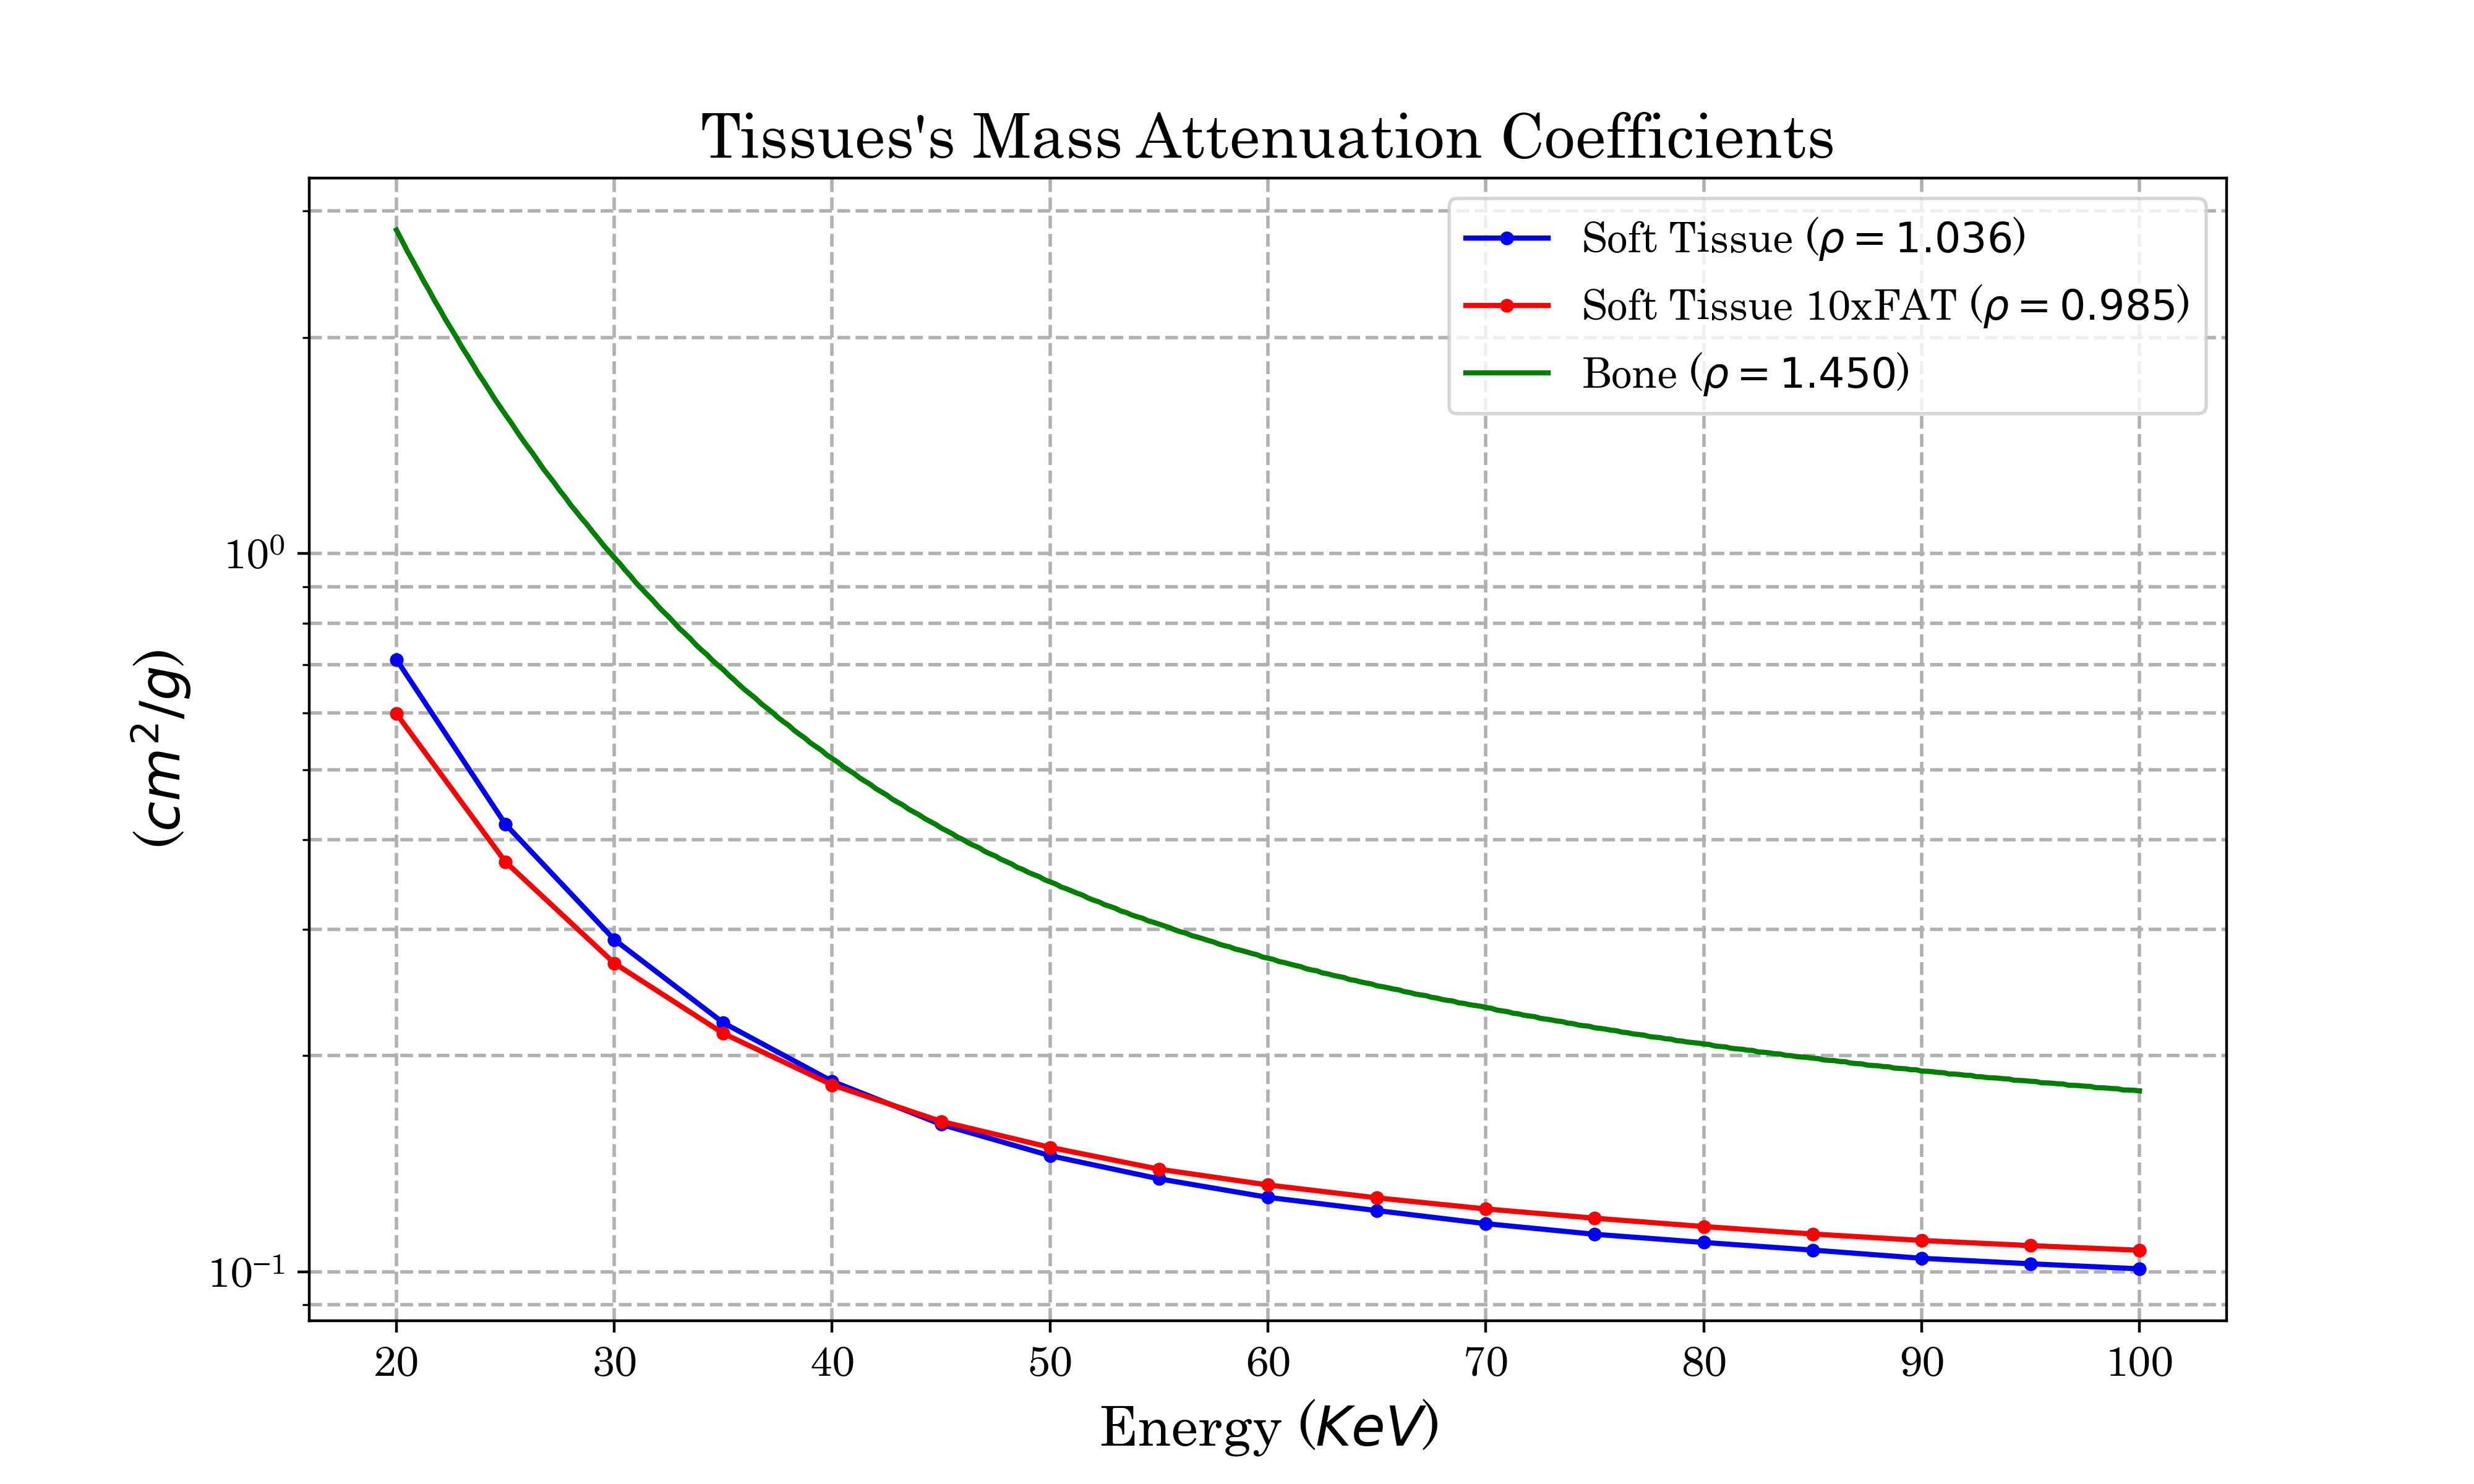 Tissues's Mass Attenuation Coefficients
Soft Tissue (ρ = 1.036)
Soft Tissue 10xFAT (ρ = 0.985)
Bone (ρ = 1.450)
(cm²/g)
10⁰
10⁻¹
20 30 40 50 60 70 80 90 100
Energy (KeV)